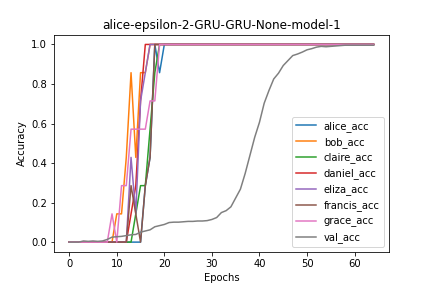 alice-epsilon-2-GRU-GRU-None-model-1
1.0
0.8
0.6
0.4
0.2
0.0
Accuracy
0 10 20 30 40 50 60
Epochs
alice_acc
bob_acc
claire_acc
daniel_acc
eliza_acc
francis_acc
grace_acc
val_acc